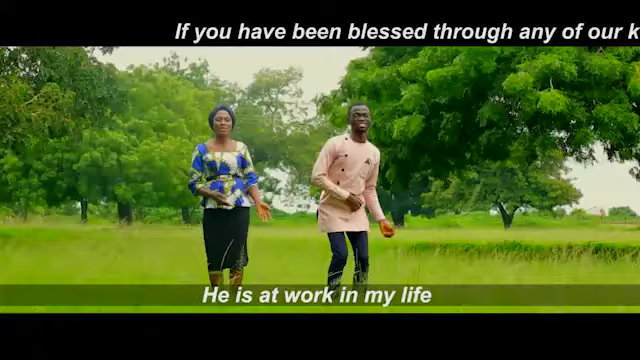 If you have been blessed through any of our
He is at work in my life